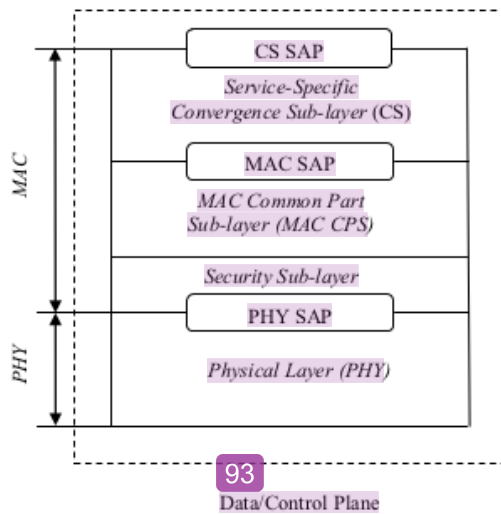 CS SAP
Service-Specific
Convergence Sub-layer (CS)
MAC
MAC SAP
MAC Common Part
Sub-layer (MAC CPS)
Security Sub-layer
PHY SAP
PHY
Physical Layer (PHY)
93
Data/Control Plane